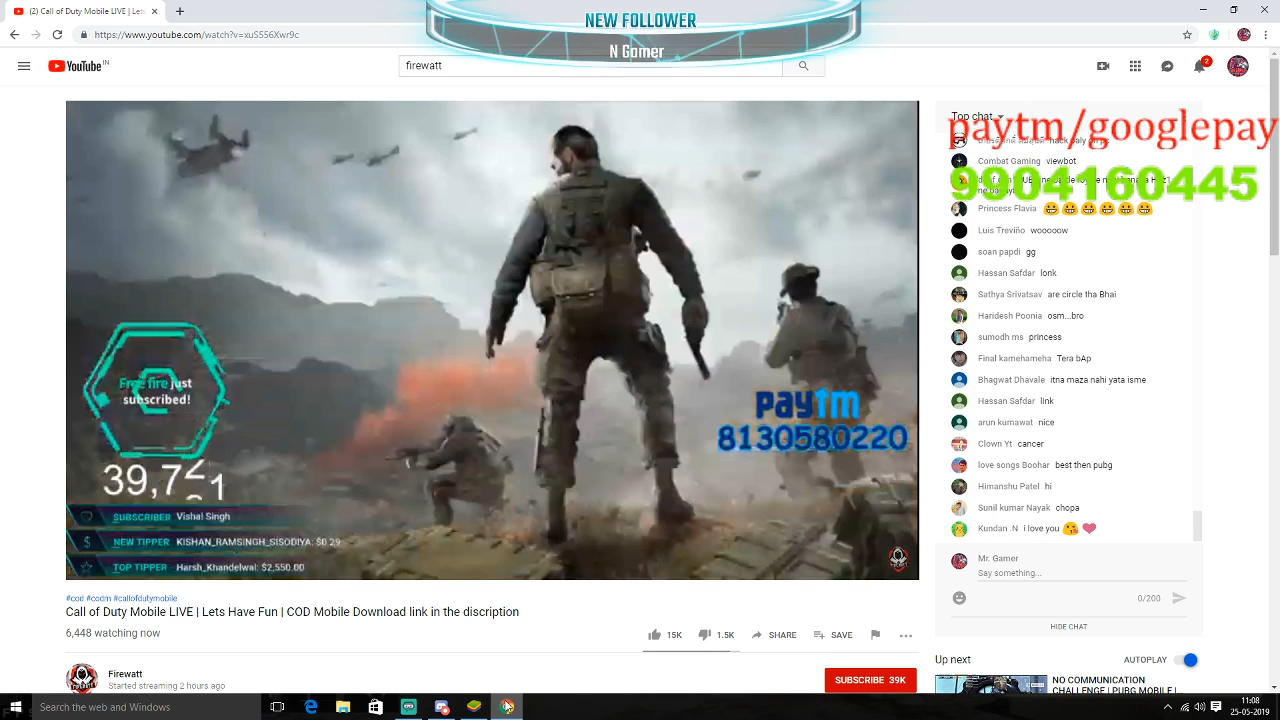 (2) Call of Duty Mobile LIVE | Lets
NEW FOLLOWER
N Gamer
https://www.youtube.com/watch?v=xuS556Xwr9c
YouTube IN
firewatt
2
Top chat
paytm/googlepay
9904160445
Combat Gaming viewbot
Princess Flavia
Luis Treviño wooooow
soan papdi gg
Hassan Safdar lonk
Sathya Srivatsav are circle tha Bhai
Haridesh Poonia osm...bro
sumodh ms princess
Final kamehameha Tera bAp
Bhagwat Dhavale itna maza nahi yata isme
Hassan Safdar link
arun kumawat nice
Clown Yt cancer
love songs Boohar best then pubg
Himanshu Patel hi
Sunil kumar Nayak chopa
Kundan .N i love you 😘 ❤
Mr. Gamer
Say something...
0/200
HIDE CHAT
Free fire just
subscribed!
paytm
8130580220
SUBSCRIBER Vishal Singh
NEW TIPPER KISHAN_RAMSINGH_SISODIYA: $0.29
TOP TIPPER Harsh_Khandelwal: $2,550.00
#cod #codm #callofdutymobile
Call of Duty Mobile LIVE | Lets Have Fun | COD Mobile Download link in the discription
6,448 watching now
15K 1.5K SHARE SAVE
Firewatt
Started streaming 2 hours ago
SUBSCRIBE 39K
Up next
AUTOPLAY
NO COMMUNICATION
CHALLENGE | PUBG MOBILE |
Search the web and Windows
11:08
25-05-2019